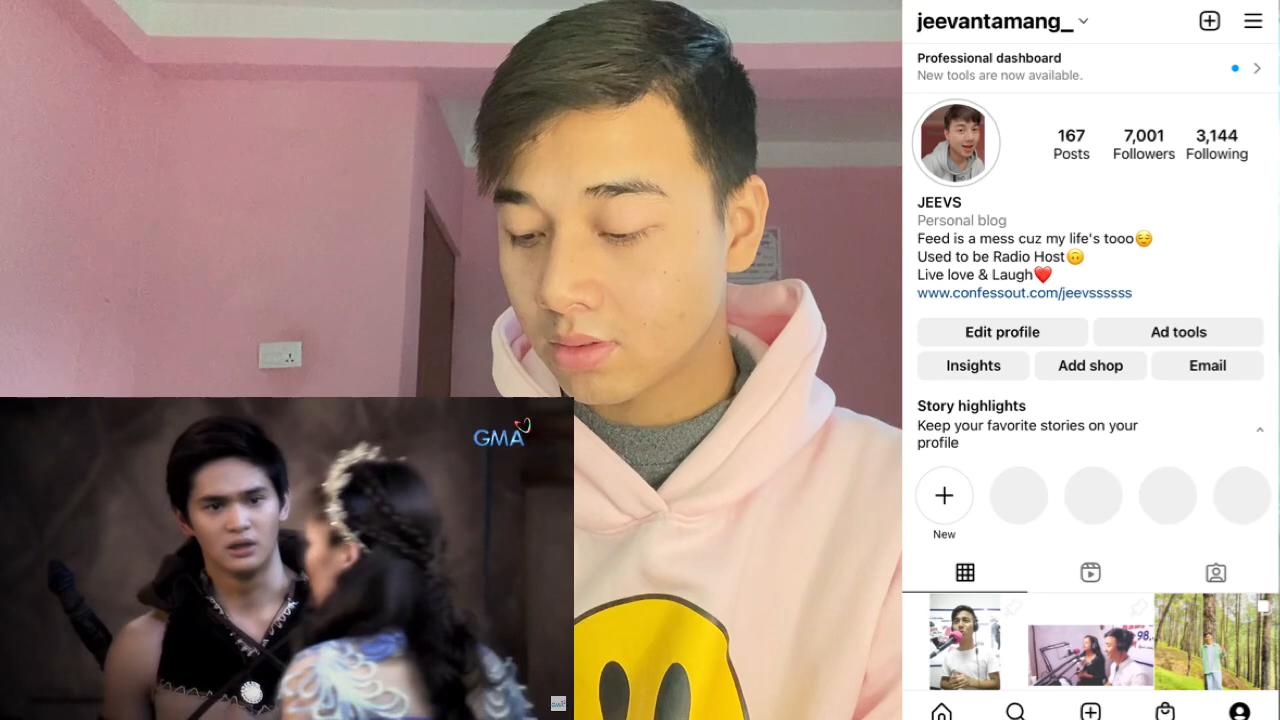 jeevantamang_
Professional dashboard
New tools are now available.
167
Posts
7,001
Followers
3,144
Following
JEEVS
Personal blog
Feed is a mess cuz my life's tooo😌
Used to be Radio Host🙃
Live love & Laugh❤️
www.confessout.com/jeevssssss
Edit profile
Ad tools
Insights
Add shop
Email
Story highlights
Keep your favorite stories on your
profile
New
GMA
98.